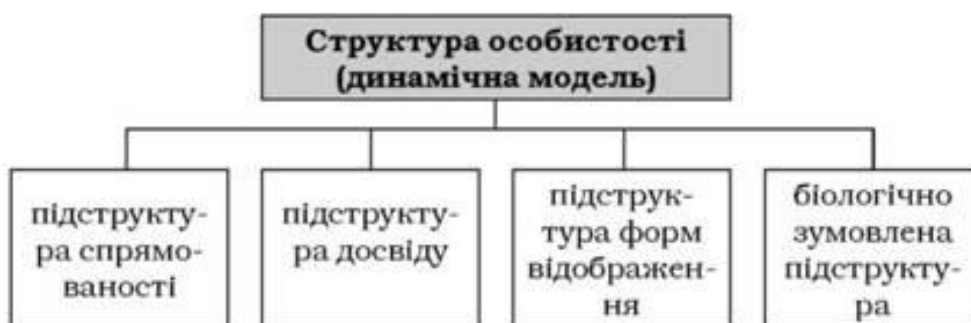 Структура особистості
(динамічна модель)
підструкту-
ра спрямо-
ваності
підструкту-
ра досвіду
підструк-
тура форм
відображен-
ня
біологічно
зумовлена
підструкту-
ра